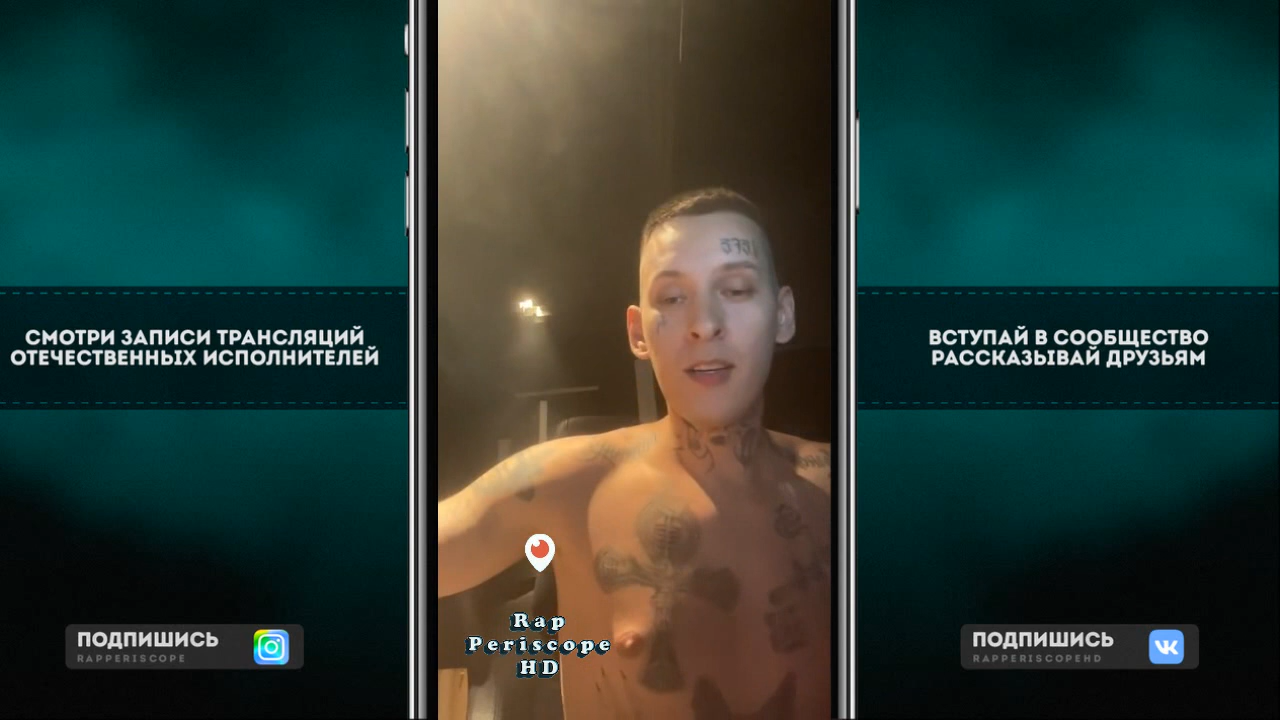 СМОТРИ ЗАПИСИ ТРАНСЛЯЦИЙ
ОТЕЧЕСТВЕННЫХ ИСПОЛНИТЕЛЕЙ
ВСТУПАЙ В СООБЩЕСТВО
РАССКАЗЫВАЙ ДРУЗЬЯМ
Rap
Periscope
HD
ПОДПИШИСЬ
RAPPERISCOPE
ПОДПИШИСЬ
RAPPERISCOPEHD